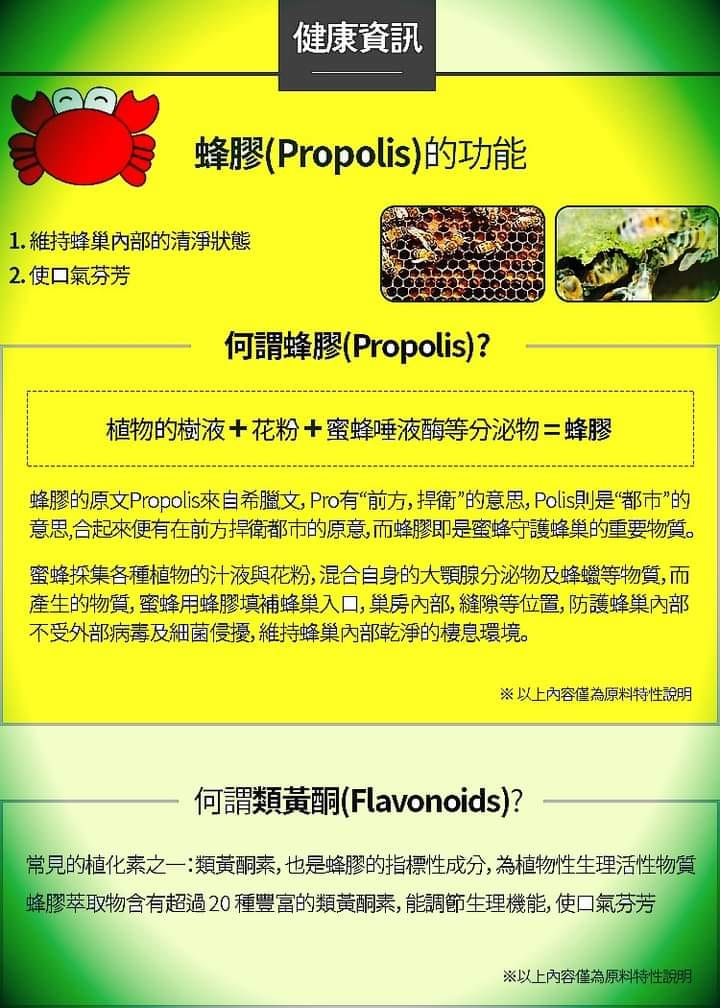 健康資訊
蜂膠(Propolis)的功能
1. 維持蜂巢內部的清淨狀態
2. 使口氣芬芳
何謂蜂膠(Propolis)?
植物的樹液+花粉+蜜蜂唾液酶等分泌物=蜂膠
蜂膠的原文Propolis來自希臘文, Pro有“前方, 捍衛”的意思, Polis則是“都市”的
意思,合起來便有在前方捍衛都市的原意, 而蜂膠即是蜜蜂守護蜂巢的重要物質。
蜜蜂採集各種植物的汁液與花粉, 混合自身的大顎腺分泌物及蜂蠟等物質, 而
產生的物質, 蜜蜂用蜂膠填補蜂巢入口, 巢房內部, 縫隙等位置, 防護蜂巢內部
不受外部病毒及細菌侵擾, 維持蜂巢內部乾淨的棲息環境。
※ 以上內容僅為原料特性說明
何謂類黃酮(Flavonoids)?
常見的植化素之一：類黃酮素, 也是蜂膠的指標性成分, 為植物性生理活性物質
蜂膠萃取物含有超過 20 種豐富的類黃酮素, 能調節生理機能, 使口氣芬芳
※以上內容僅為原料特性說明